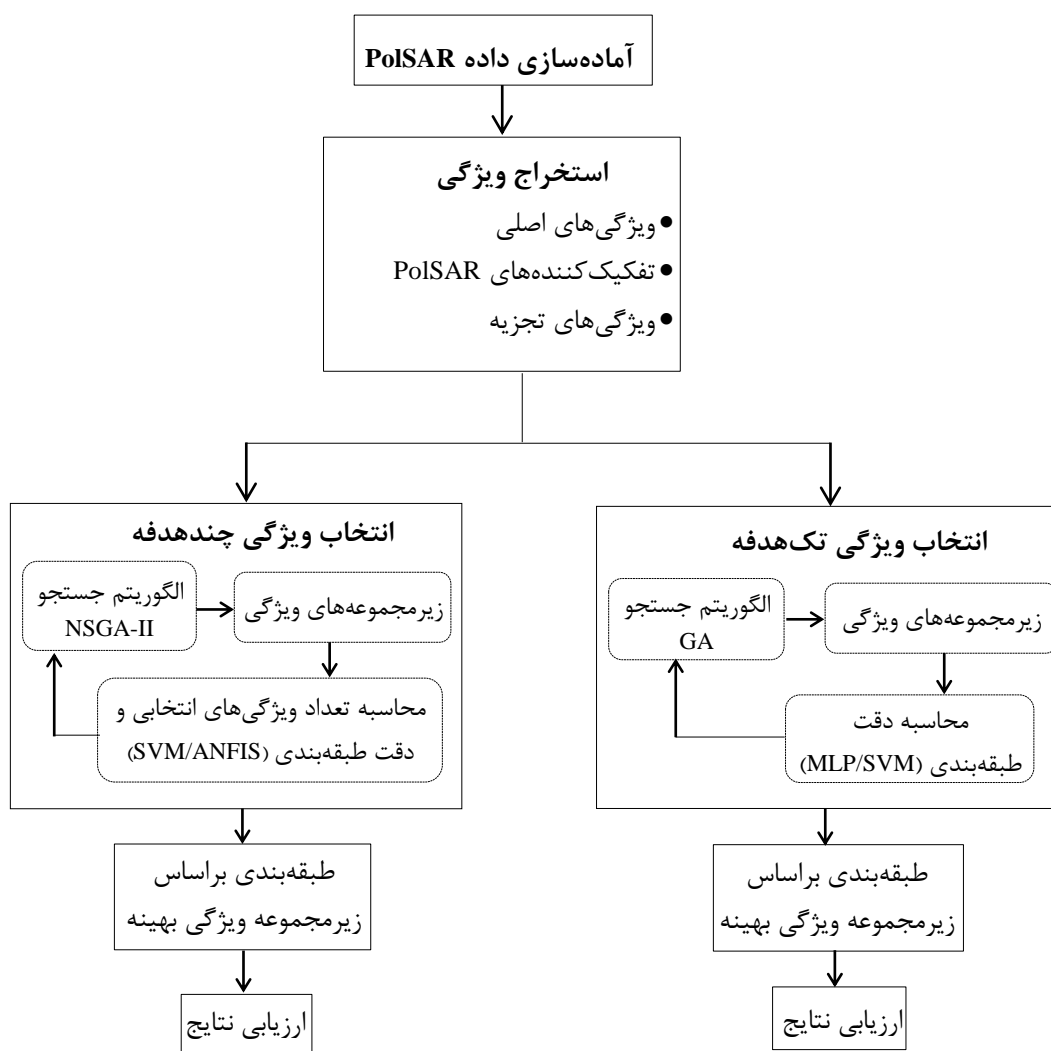 آماده‌سازی داده PolSAR
استخراج ویژگی
● ویژگی‌های اصلی
● تفکیک‌کننده‌های PolSAR
● ویژگی‌های تجزیه
انتخاب ویژگی تک‌هدفه
الگوریتم جستجو
GA
زیرمجموعه‌های ویژگی
محاسبه دقت
طبقه‌بندی (MLP/SVM)
طبقه‌بندی براساس
زیرمجموعه ویژگی بهینه
ارزیابی نتایج
انتخاب ویژگی چندهدفه
الگوریتم جستجو
NSGA-II
زیرمجموعه‌های ویژگی
محاسبه تعداد ویژگی‌های انتخابی و
دقت طبقه‌بندی (SVM/ANFIS)
طبقه‌بندی براساس
زیرمجموعه ویژگی بهینه
ارزیابی نتایج